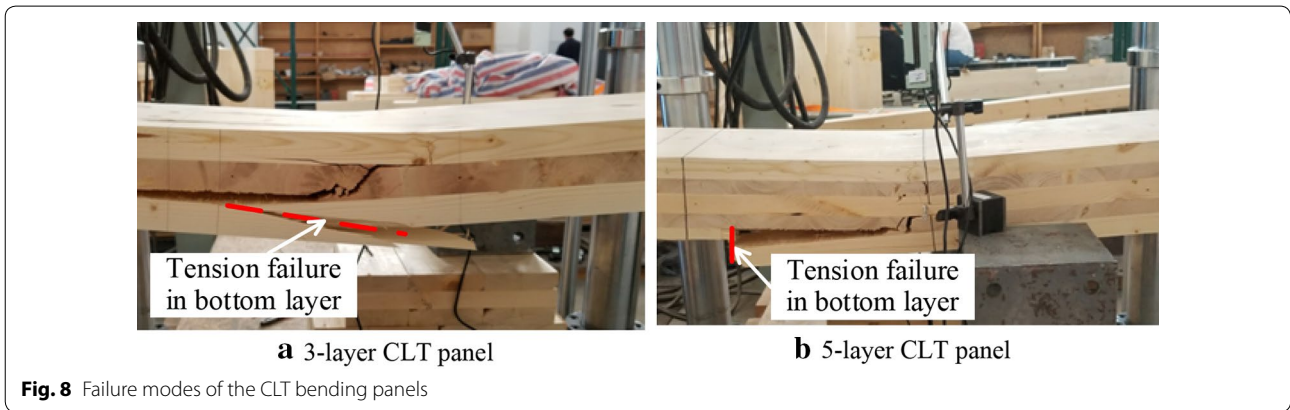 Tension failure
in bottom layer
Tension failure
in bottom layer
a 3-layer CLT panel
b 5-layer CLT panel
Fig. 8 Failure modes of the CLT bending panels